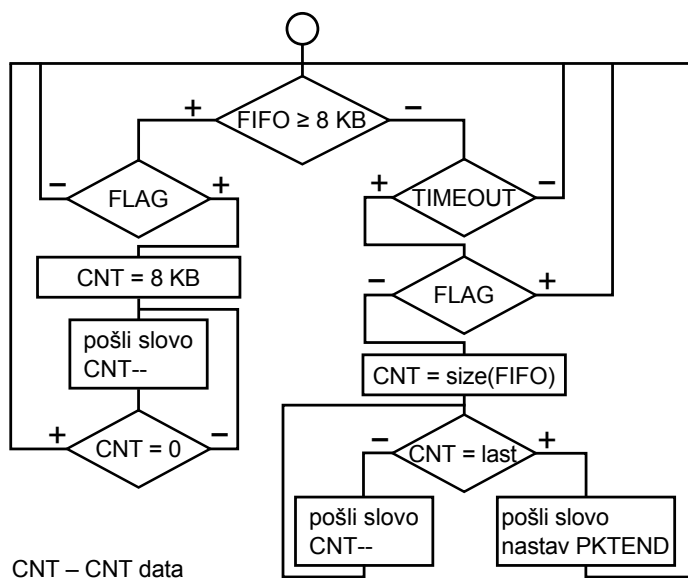 FIFO ≥ 8 KB
+
−
FLAG
−
+
TIMEOUT
+
−
CNT = 8 KB
FLAG
−
+
pošli slovo
CNT--
CNT = size(FIFO)
CNT = 0
+
−
CNT = last
−
+
pošli slovo
CNT--
pošli slovo
nastav PKTEND
CNT – CNT data